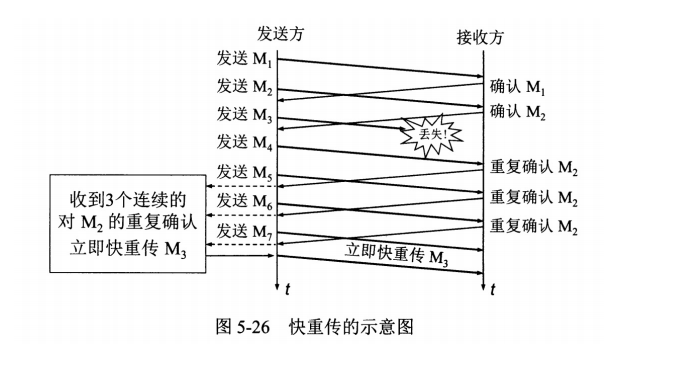 发送方
接收方
发送 M1
发送 M2
确认 M1
发送 M3
确认 M2
丢失!
发送 M4
发送 M5
重复确认 M2
收到3个连续的
对 M2 的重复确认
立即快重传 M3
发送 M6
重复确认 M2
发送 M7
重复确认 M2
立即快重传 M3
t
t
图 5-26 快重传的示意图